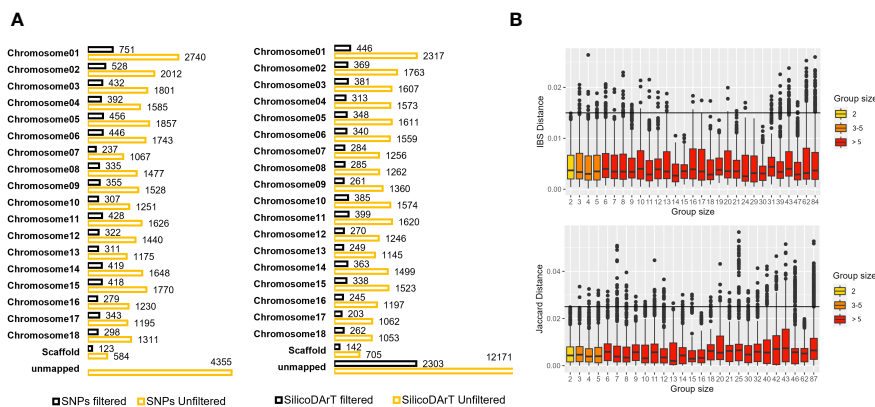 A
B
Chromosome01 751 2740
Chromosome02 528 2012
Chromosome03 432 1801
Chromosome04 392 1585
Chromosome05 456 1857
Chromosome06 446 1743
Chromosome07 237 1067
Chromosome08 335 1477
Chromosome09 355 1528
Chromosome10 307 1251
Chromosome11 428 1626
Chromosome12 322 1440
Chromosome13 311 1175
Chromosome14 419 1648
Chromosome15 418 1770
Chromosome16 279 1230
Chromosome17 343 1195
Chromosome18 298 1311
Scaffold 123 584
unmapped 4355
SNPs filtered SNPs Unfiltered
Chromosome01 446 2317
Chromosome02 369 1763
Chromosome03 381 1607
Chromosome04 313 1573
Chromosome05 348 1611
Chromosome06 340 1559
Chromosome07 284 1256
Chromosome08 285 1262
Chromosome09 261 1360
Chromosome10 385 1574
Chromosome11 399 1620
Chromosome12 270 1246
Chromosome13 249 1145
Chromosome14 363 1499
Chromosome15 338 1523
Chromosome16 245 1197
Chromosome17 203 1062
Chromosome18 262 1053
Scaffold 142 705
unmapped 2303 12171
SilicoDArT filtered SilicoDArT Unfiltered
IBS Distance
0.02
0.01
0.00
2 3 4 5 6 7 8 9 10 11 12 13 14 15 16 17 18 19 20 21 24 29 30 31 39 43 46 62 84
Group size
Group size
2
3-5
> 5
Jaccard Distance
0.04
0.02
0.00
2 3 4 5 6 7 8 9 10 11 12 13 14 15 16 17 18 20 21 25 26 30 32 40 42 43 46 62 87
Group size
Group size
2
3-5
> 5